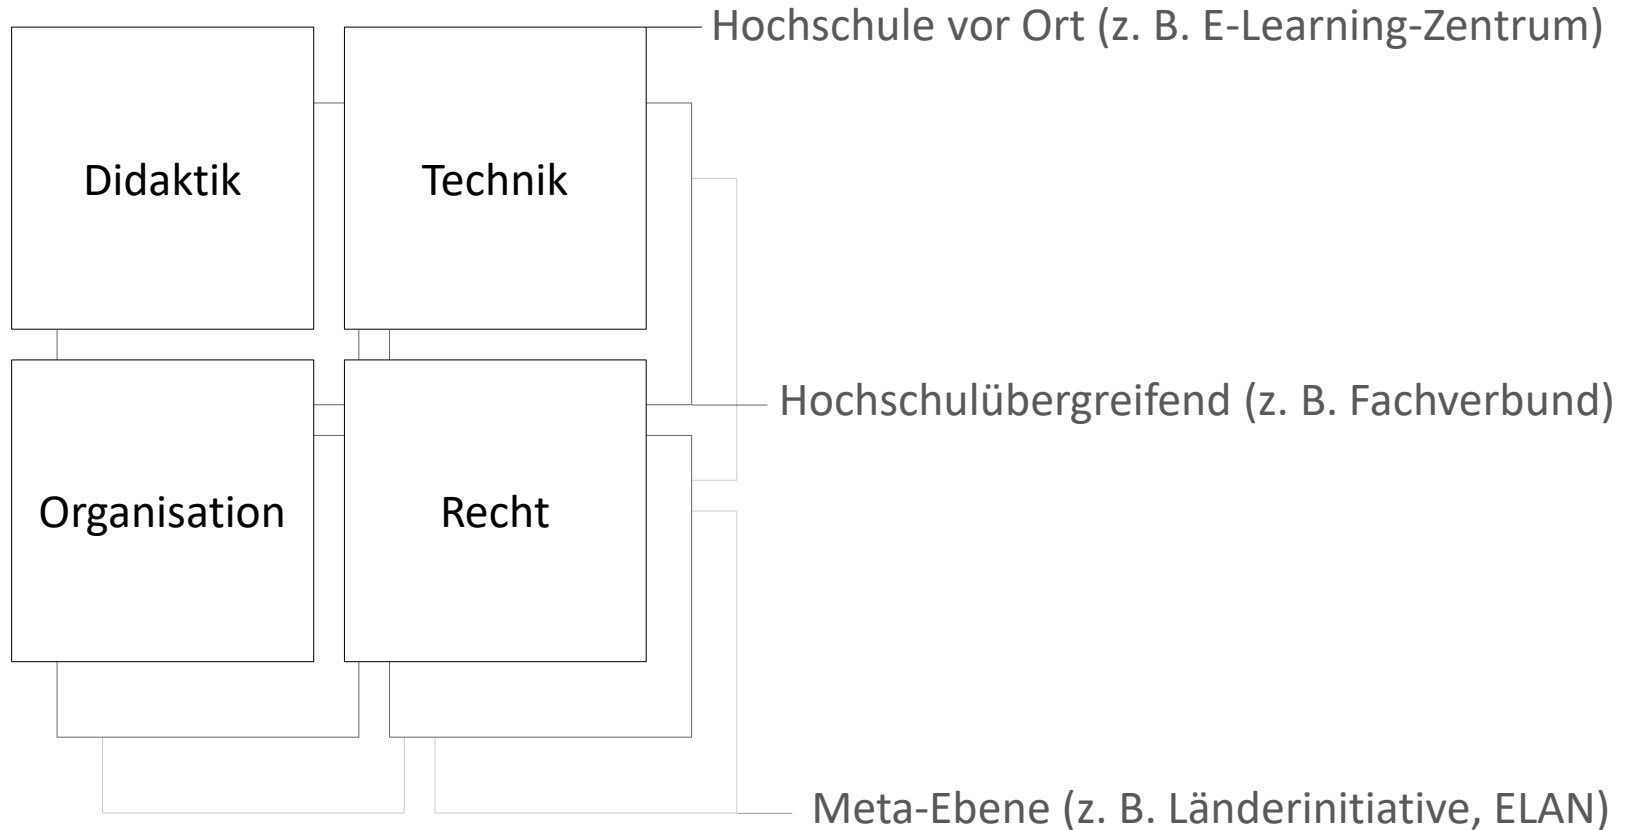 Hochschule vor Ort (z. B. E-Learning-Zentrum)
Didaktik
Technik
Hochschulübergreifend (z. B. Fachverbund)
Organisation
Recht
Meta-Ebene (z. B. Länderinitiative, ELAN)